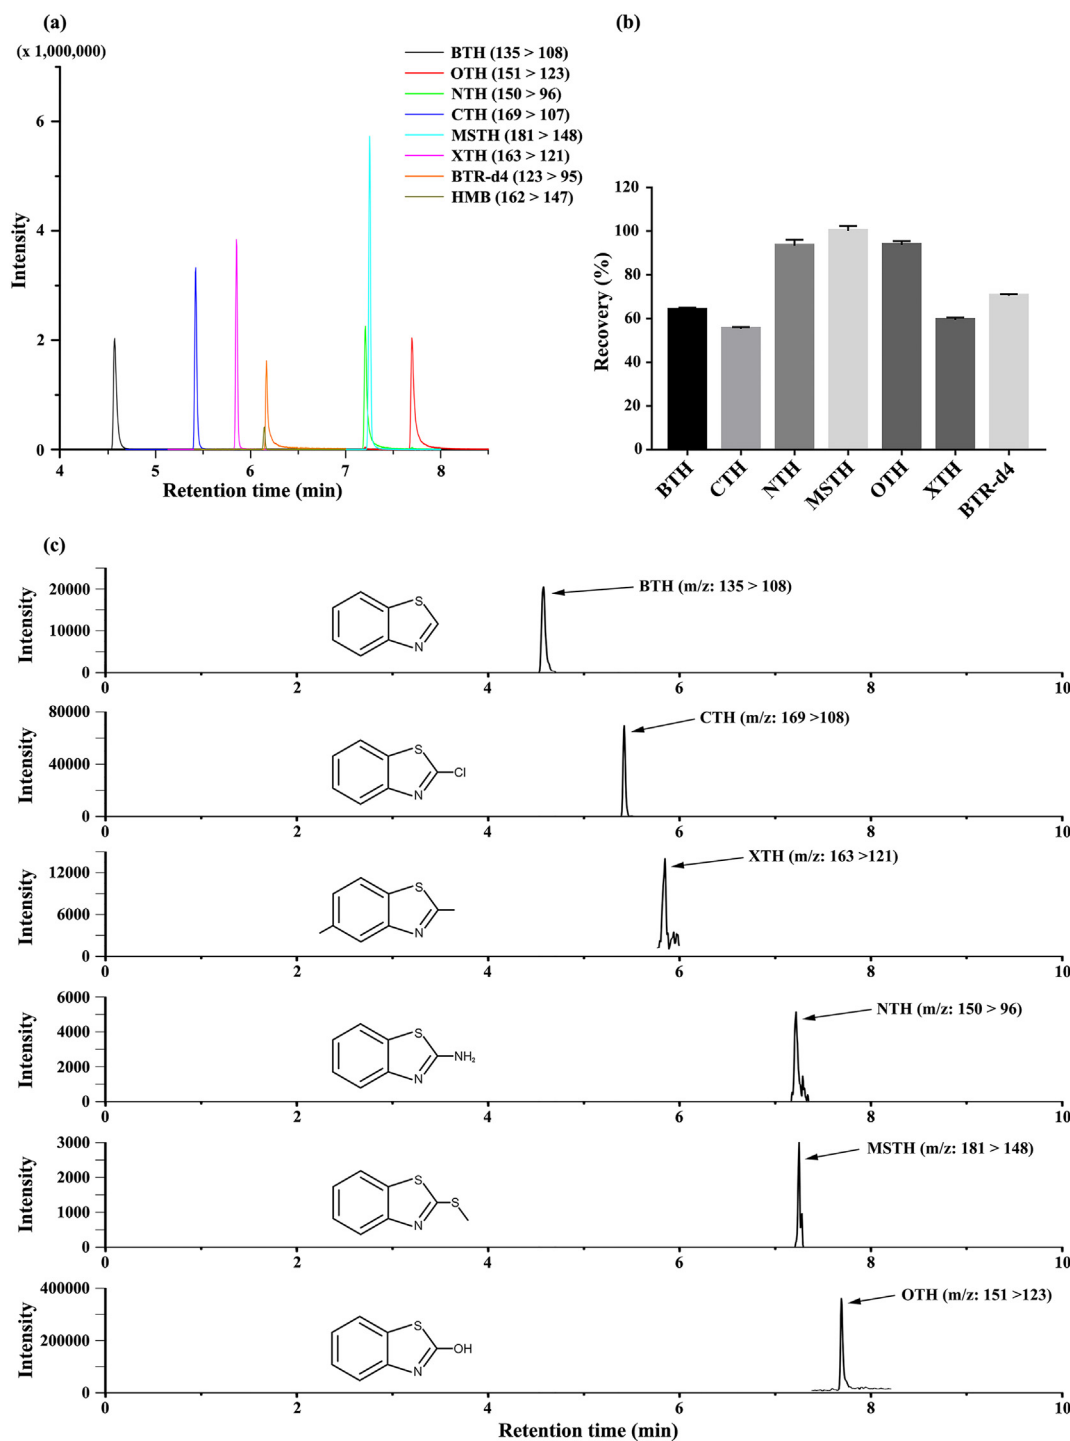 (a)
(x 1,000,000)
BTH (135 > 108)
OTH (151 > 123)
NTH (150 > 96)
CTH (169 > 107)
MSTH (181 > 148)
XTH (163 > 121)
BTR-d4 (123 > 95)
HMB (162 > 147)
Intensity
6
4
2
0
4 5 6 7 8
Retention time (min)
(b)
Recovery (%)
120
100
80
60
40
20
0
BTH CTH NTH MSTH OTH XTH BTR-d4
(c)
Intensity
20000
10000
0
S
N
BTH (m/z: 135 > 108)
0 2 4 6 8 10
Intensity
80000
40000
0
S
Cl
N
CTH (m/z: 169 >108)
0 2 4 6 8 10
Intensity
12000
6000
0
S
N
XTH (m/z: 163 >121)
0 2 4 6 8 10
Intensity
6000
4000
2000
0
S
NH2
N
NTH (m/z: 150 > 96)
0 2 4 6 8 10
Intensity
3000
2000
1000
0
S
S
N
MSTH (m/z: 181 > 148)
0 2 4 6 8 10
Intensity
400000
200000
0
S
OH
N
OTH (m/z: 151 >123)
0 2 4 6 8 10
Retention time (min)